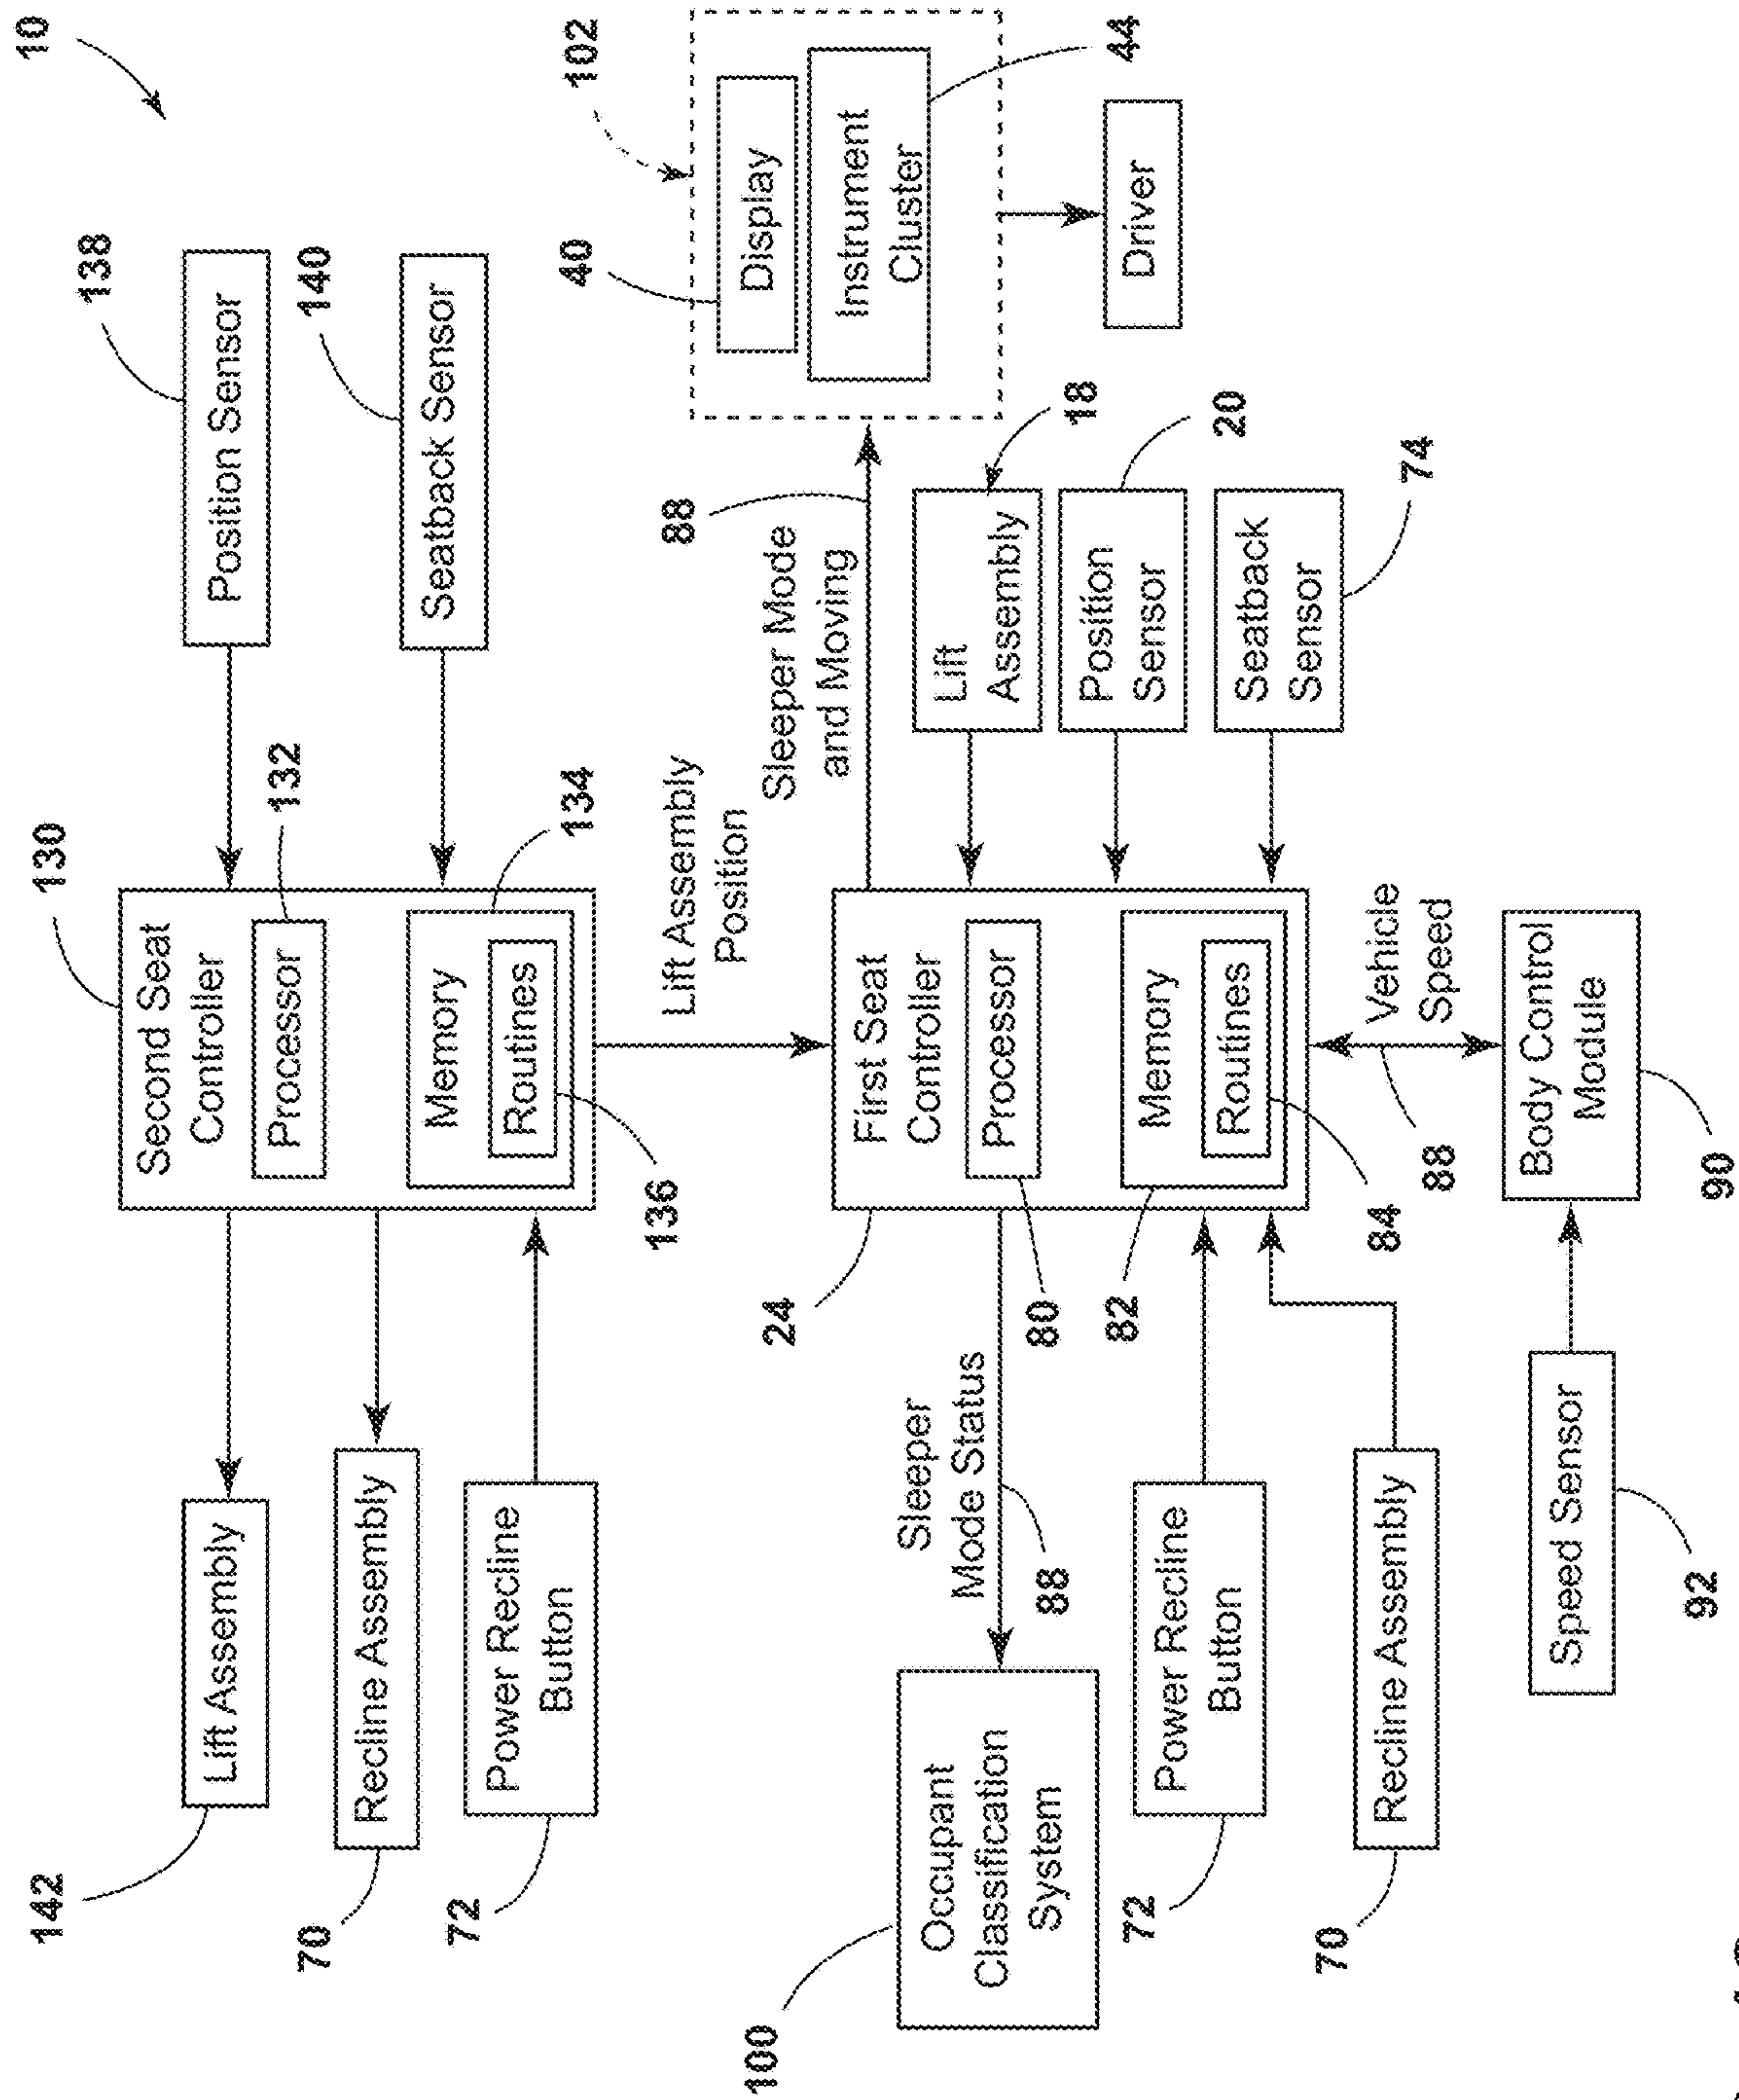 10
142
Lift Assembly
130
Second Seat
Controller
Processor
132
138
Position Sensor
70
Recline Assembly
Memory
134
Routines
136
140
Seatback Sensor
72
Power Recline
Button
Lift Assembly
Position
102
40
Display
Instrument
Cluster
44
Driver
24
First Seat
Controller
Processor
80
Memory
82
Routines
84
Sleeper Mode
and Moving
88
100
Occupant
Classification
System
Sleeper
Mode Status
88
Lift
Assembly
18
Position
Sensor
20
Seatback
Sensor
74
72
Power Recline
Button
70
Recline Assembly
Vehicle
Speed
88
Speed Sensor
92
Body Control
Module
90